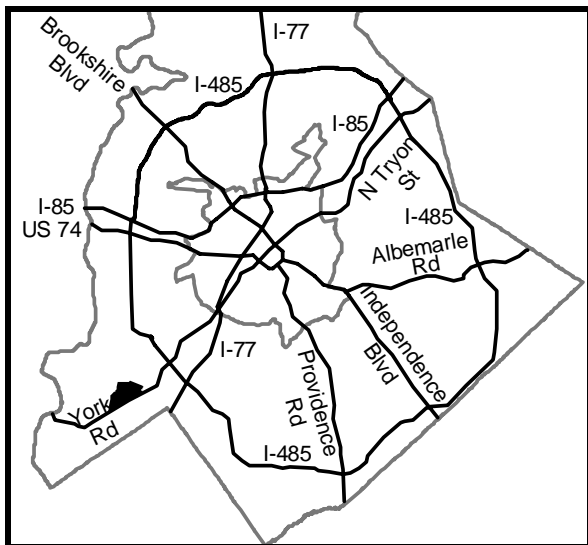 I-77
Brookshire
Blvd
I-485
I-85
N Tryon
St
I-85
US 74
I-485
Albemarle
Rd
Independence
Blvd
I-77
Providence
Rd
York
Rd
I-485